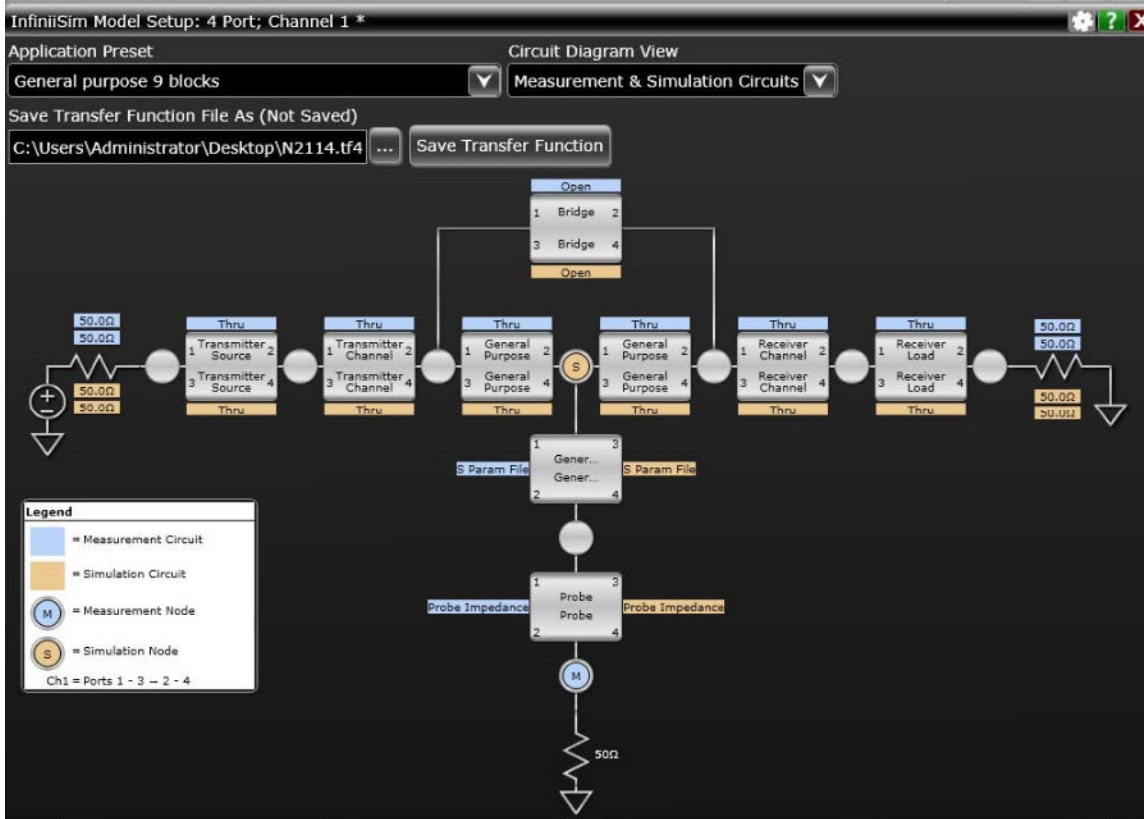 InfiniiSim Model Setup: 4 Port; Channel 1 *
? X
Application Preset
Circuit Diagram View
General purpose 9 blocks
Measurement & Simulation Circuits
Save Transfer Function File As (Not Saved)
C:\Users\Administrator\Desktop\N2114.tf4
...
Save Transfer Function
Open
1 Bridge 2
3 Bridge 4
Open
50.0Ω
50.0Ω
Thru
Thru
Thru
Thru
Thru
Thru
50.0Ω
50.0Ω
1 Transmitter Source 2
3 Transmitter Source 4
1 Transmitter Channel 2
3 Transmitter Channel 4
1 General Purpose 2
3 General Purpose 4
S
1 General Purpose 2
3 General Purpose 4
1 Receiver Channel 2
3 Receiver Channel 4
1 Receiver Load 2
3 Receiver Load 4
50.0Ω
50.0Ω
Thru
Thru
Thru
Thru
Thru
Thru
50.0Ω
50.0Ω
+
−
1 3
Gener...
S Param File
S Param File
Gener...
2 4
1 3
Probe
Probe Impedance
Probe Impedance
Probe
2 4
M
50Ω
Legend
= Measurement Circuit
= Simulation Circuit
M = Measurement Node
S = Simulation Node
Ch1 = Ports 1 - 3 → 2 - 4